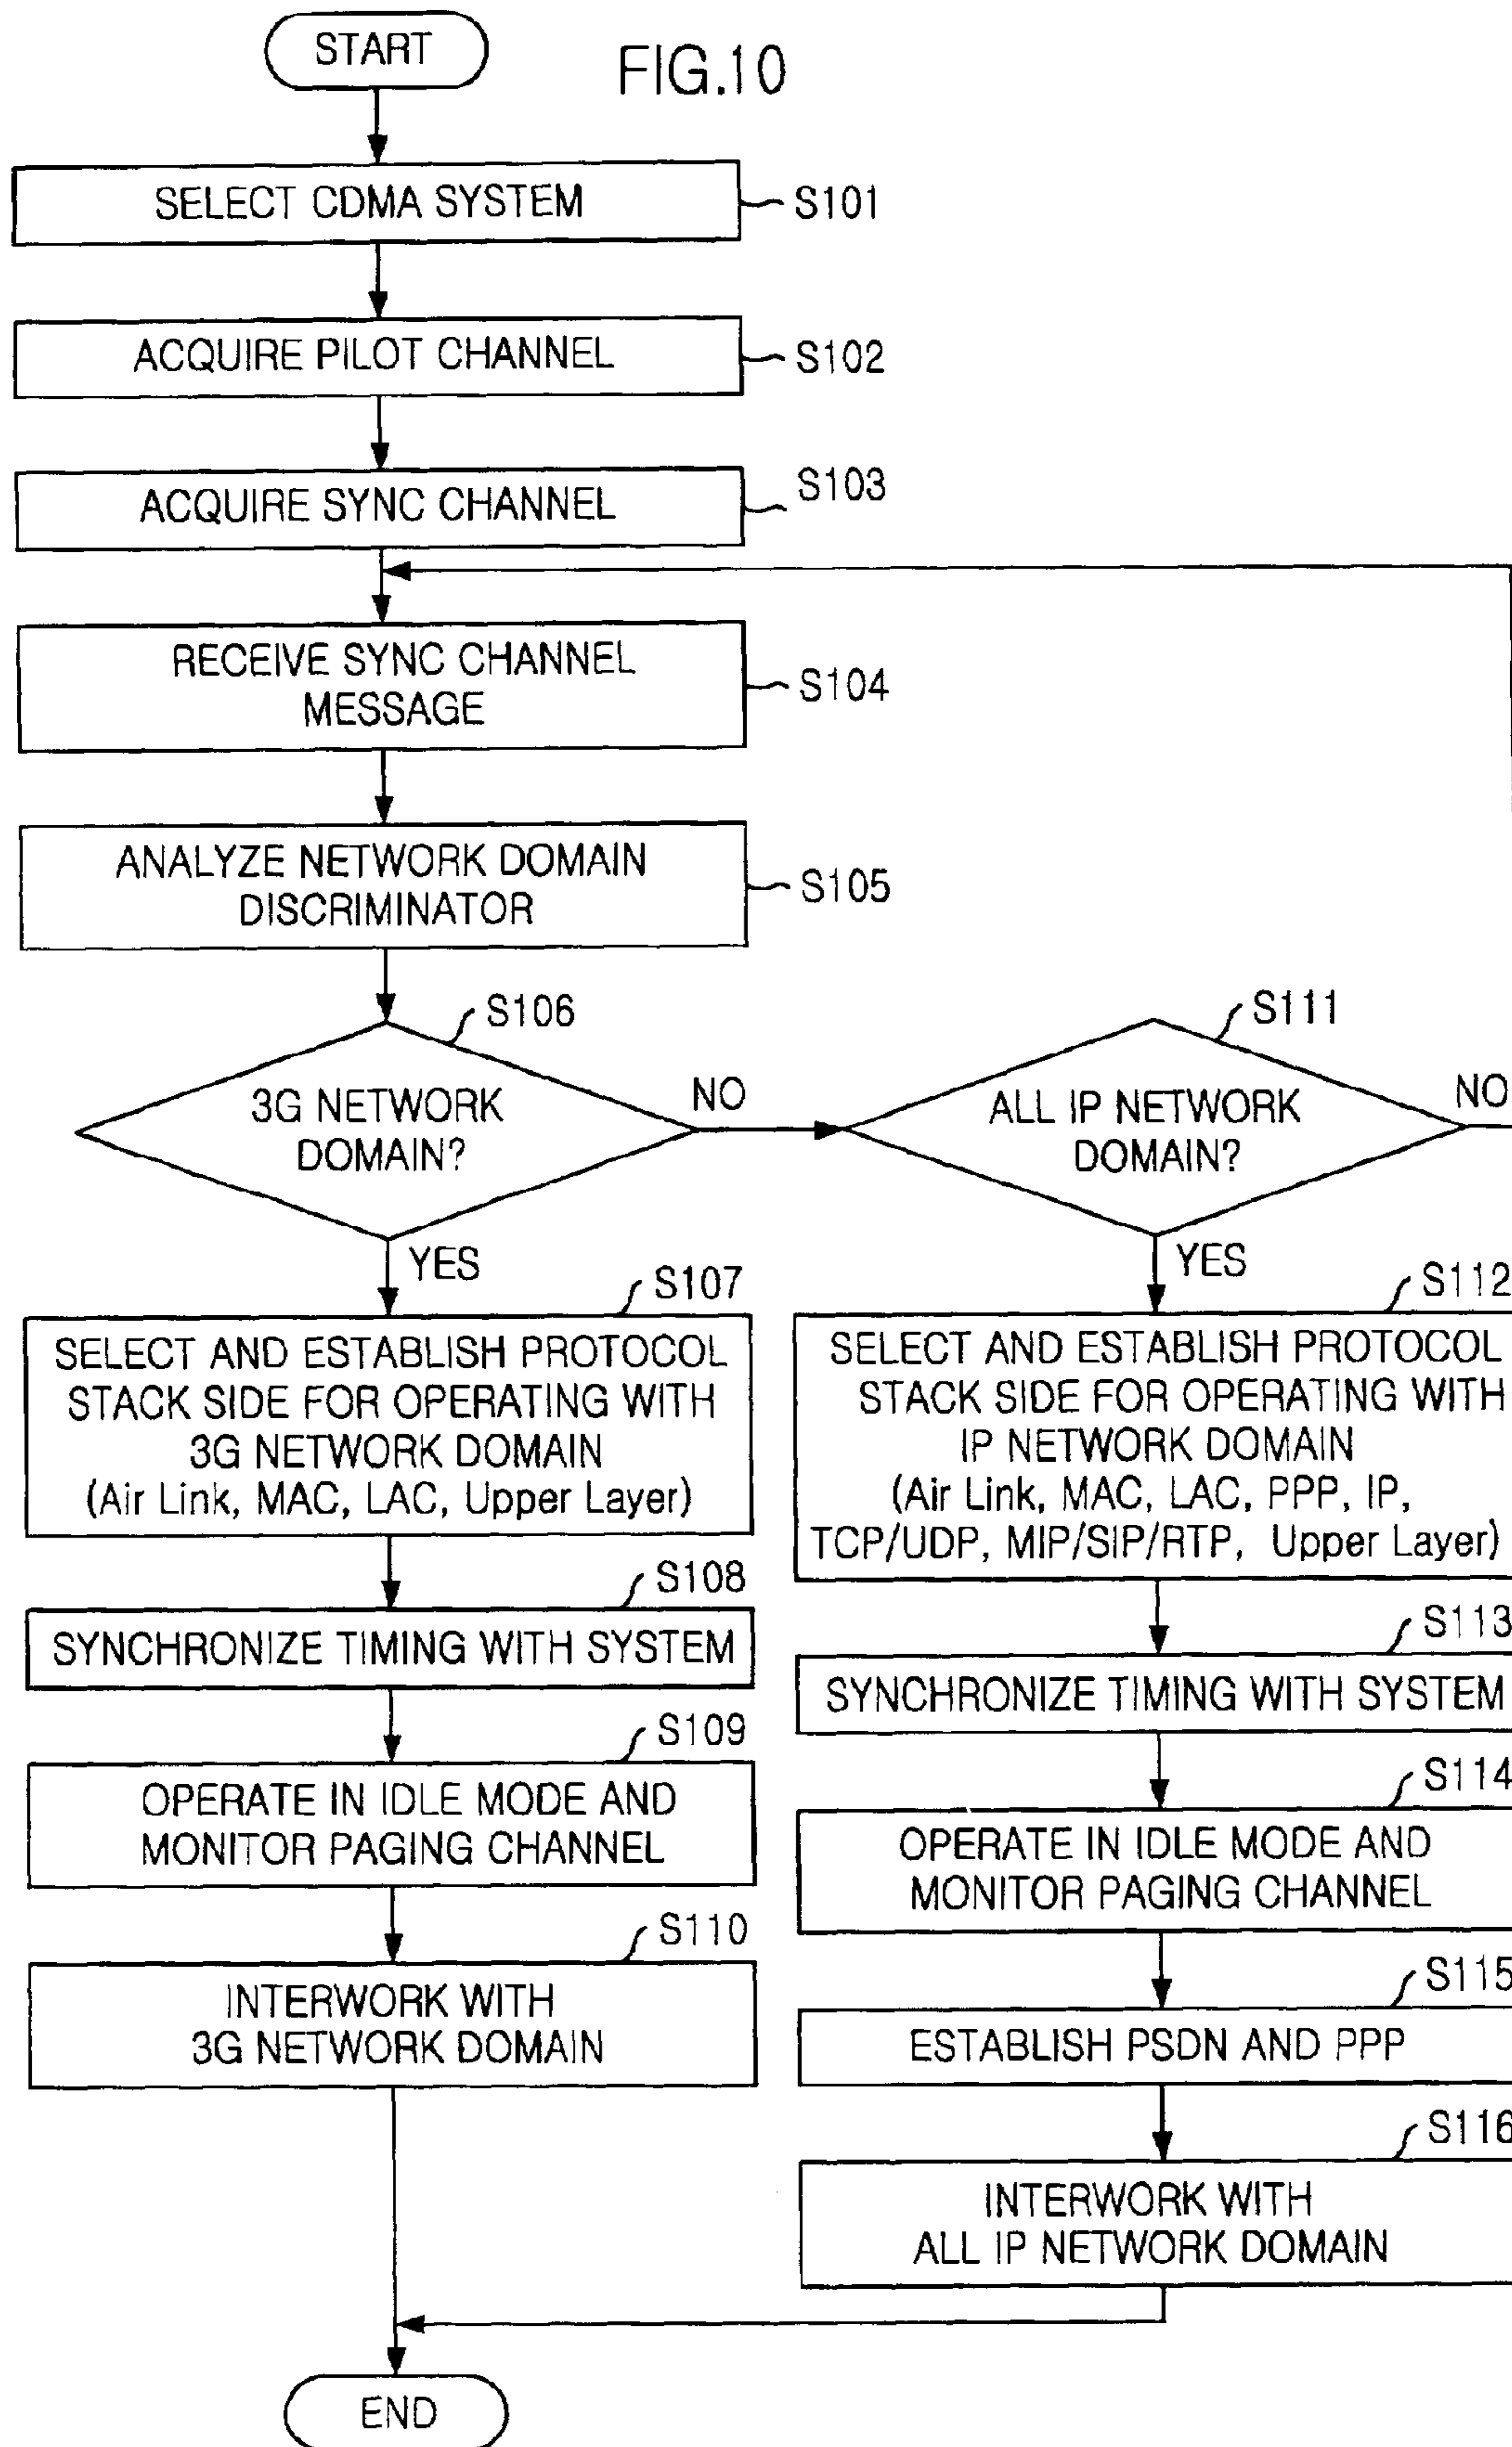 START
FIG.10
SELECT CDMA SYSTEM
S101
ACQUIRE PILOT CHANNEL
S102
ACQUIRE SYNC CHANNEL
S103
RECEIVE SYNC CHANNEL
MESSAGE
S104
ANALYZE NETWORK DOMAIN
DISCRIMINATOR
S105
S106
3G NETWORK
DOMAIN?
NO
YES
S111
ALL IP NETWORK
DOMAIN?
NO
YES
S107
SELECT AND ESTABLISH PROTOCOL
STACK SIDE FOR OPERATING WITH
3G NETWORK DOMAIN
(Air Link, MAC, LAC, Upper Layer)
S108
SYNCHRONIZE TIMING WITH SYSTEM
S109
OPERATE IN IDLE MODE AND
MONITOR PAGING CHANNEL
S110
INTERWORK WITH
3G NETWORK DOMAIN
S112
SELECT AND ESTABLISH PROTOCOL
STACK SIDE FOR OPERATING WITH
IP NETWORK DOMAIN
(Air Link, MAC, LAC, PPP, IP,
TCP/UDP, MIP/SIP/RTP, Upper Layer)
S113
SYNCHRONIZE TIMING WITH SYSTEM
S114
OPERATE IN IDLE MODE AND
MONITOR PAGING CHANNEL
S115
ESTABLISH PSDN AND PPP
S116
INTERWORK WITH
ALL IP NETWORK DOMAIN
END